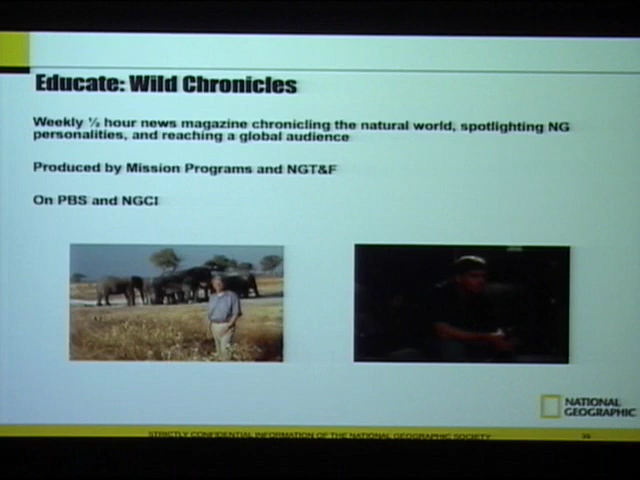 Educate: Wild Chronicles
Weekly ½ hour news magazine chronicling the natural world, spotlighting NG
personalities, and reaching a global audience
Produced by Mission Programs and NGT&F
On PBS and NGCI
NATIONAL
GEOGRAPHIC
STRICTLY CONFIDENTIAL INFORMATION OF THE NATIONAL GEOGRAPHIC SOCIETY